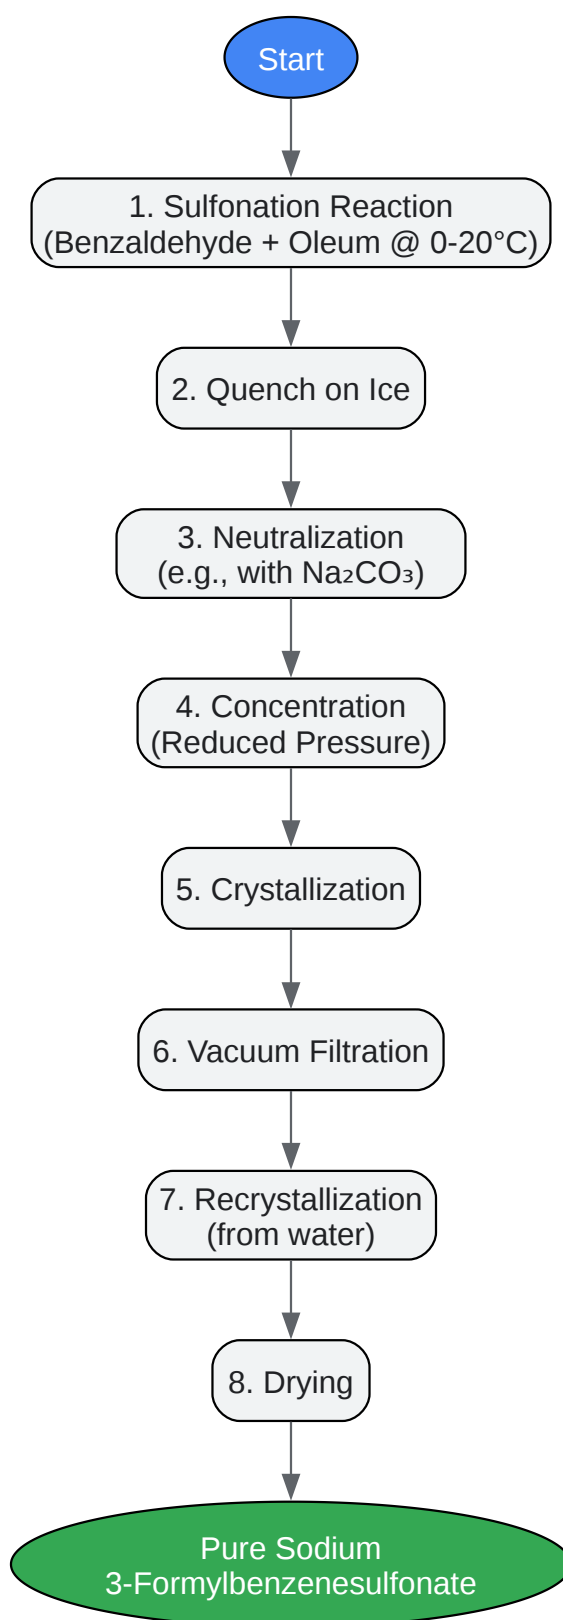 Start
1. Sulfonation Reaction
(Benzaldehyde + Oleum @ 0-20°C)
2. Quench on Ice
3. Neutralization
(e.g., with Na₂CO₃)
4. Concentration
(Reduced Pressure)
5. Crystallization
6. Vacuum Filtration
7. Recrystallization
(from water)
8. Drying
Pure Sodium
3-Formylbenzenesulfonate